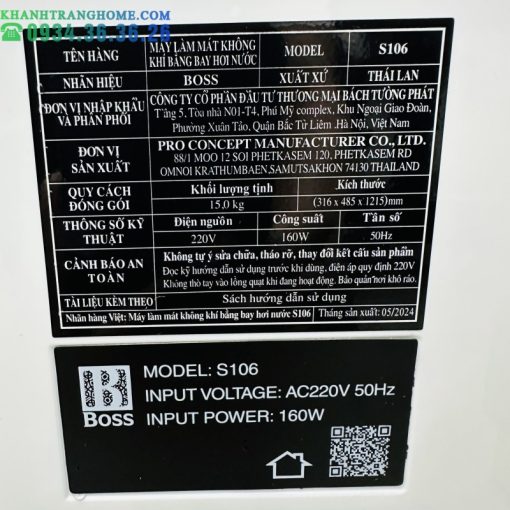 KHANHTRANGHOME.COM
0934.36.36.26
TÊN HÀNG MÁY LÀM MÁT KHÔNG KHÍ BẰNG BAY HƠI NƯỚC MODEL S106
NHÃN HIỆU BOSS XUẤT XỨ THÁI LAN
ĐƠN VỊ NHẬP KHẨU VÀ PHÂN PHỐI
CÔNG TY CỔ PHẦN ĐẦU TƯ THƯƠNG MẠI BÁCH TƯỜNG PHÁT
Tầng 5, Tòa nhà N01-T4, Phú Mỹ complex, Khu Ngoại Giao Đoàn,
Phường Xuân Tảo, Quận Bắc Từ Liêm .Hà Nội, Việt Nam
ĐƠN VỊ SẢN XUẤT
PRO CONCEPT MANUFACTURER CO., LTD.
88/1 MOO 12 SOI PHETKASEM 120, PHETKASEM RD
OMNOI KRATHUMBAEN,SAMUTSAKHON 74130 THAILAND
QUY CÁCH ĐÓNG GÓI
Khối lượng tịnh Kích thước
15.0 kg (316 x 485 x 1215)mm
THÔNG SỐ KỸ THUẬT
Điện nguồn Công suất Tần số
220V 160W 50Hz
CẢNH BÁO AN TOÀN
Không tự ý sửa chữa, tháo rỡ, thay đổi kết cấu sản phẩm
Đọc kỹ hướng dẫn sử dụng trước khi dùng, điện áp quy định 220V
Không thò tay vào lồng quạt khi đang hoạt động. Bảo quản nơi khô ráo.
TÀI LIỆU KÈM THEO Sách hướng dẫn sử dụng
Nhãn hàng Việt: Máy làm mát không khí bằng bay hơi nước S106 Tháng sản xuất: 05/2024
BOSS
MODEL: S106
INPUT VOLTAGE: AC220V 50Hz
INPUT POWER: 160W